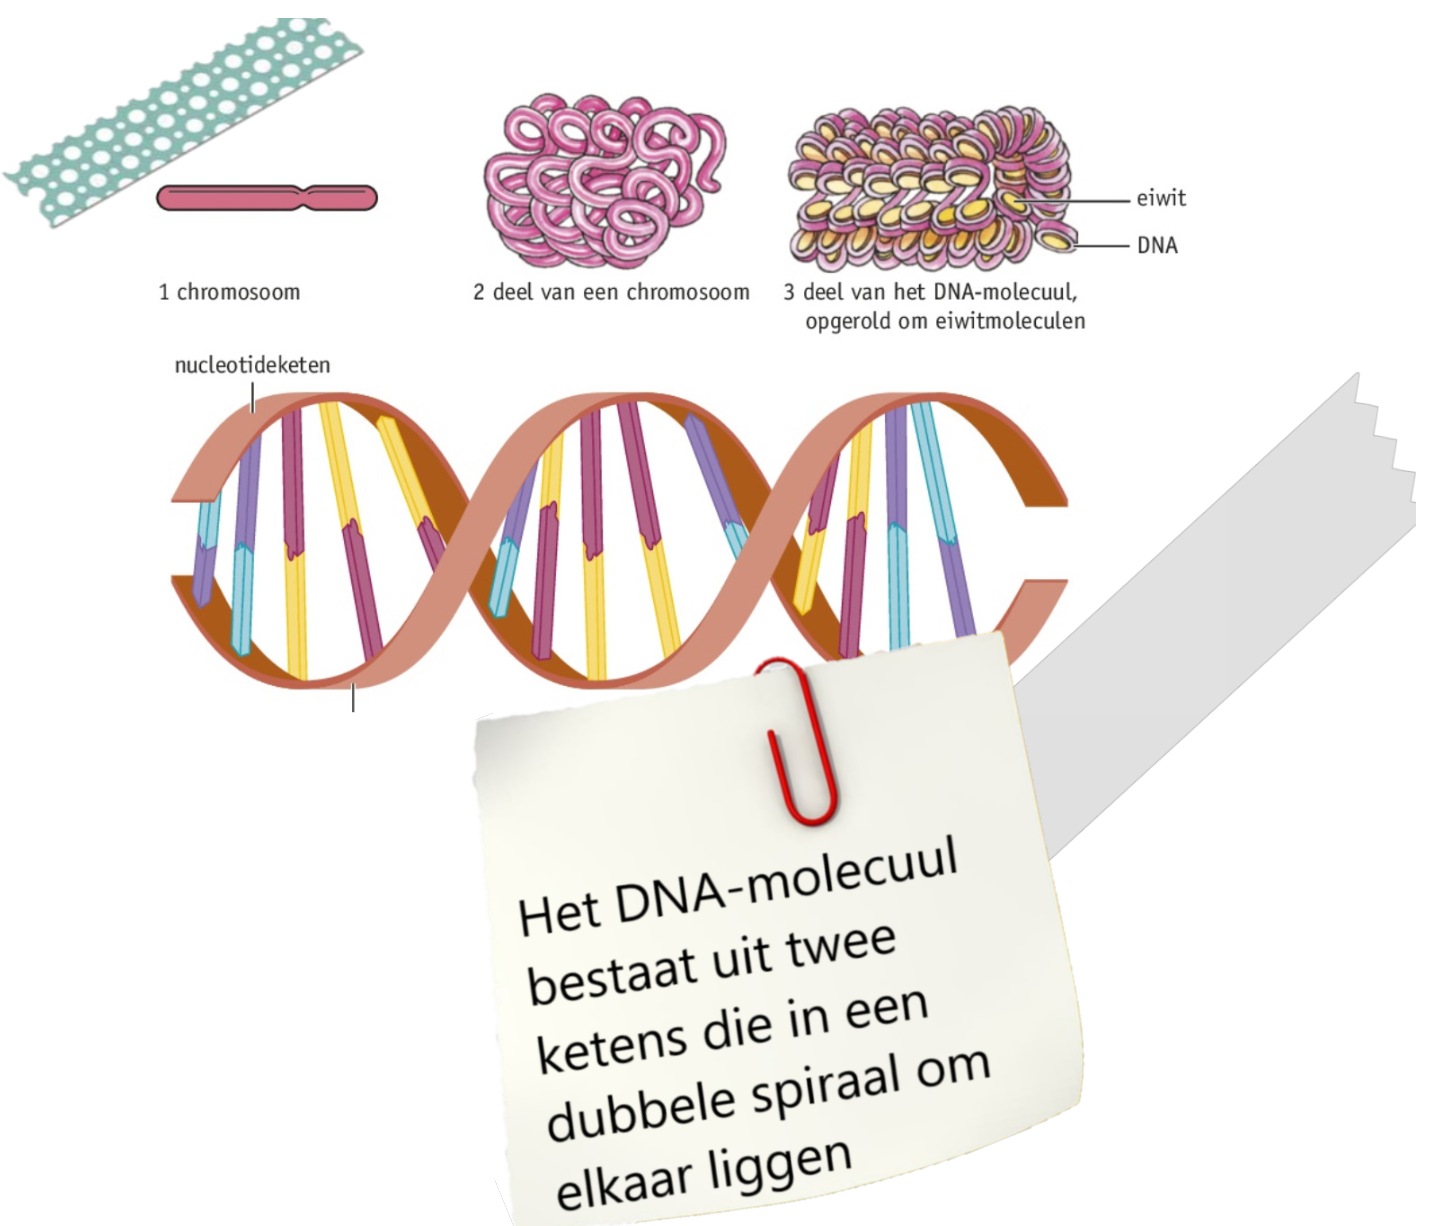 eiwit
DNA
1 chromosoom
2 deel van een chromosoom
3 deel van het DNA-molecuul,
opgerold om eiwitmoleculen
nucleotideketen
Het DNA-molecuul
bestaat uit twee
ketens die in een
dubbele spiraal om
elkaar liggen